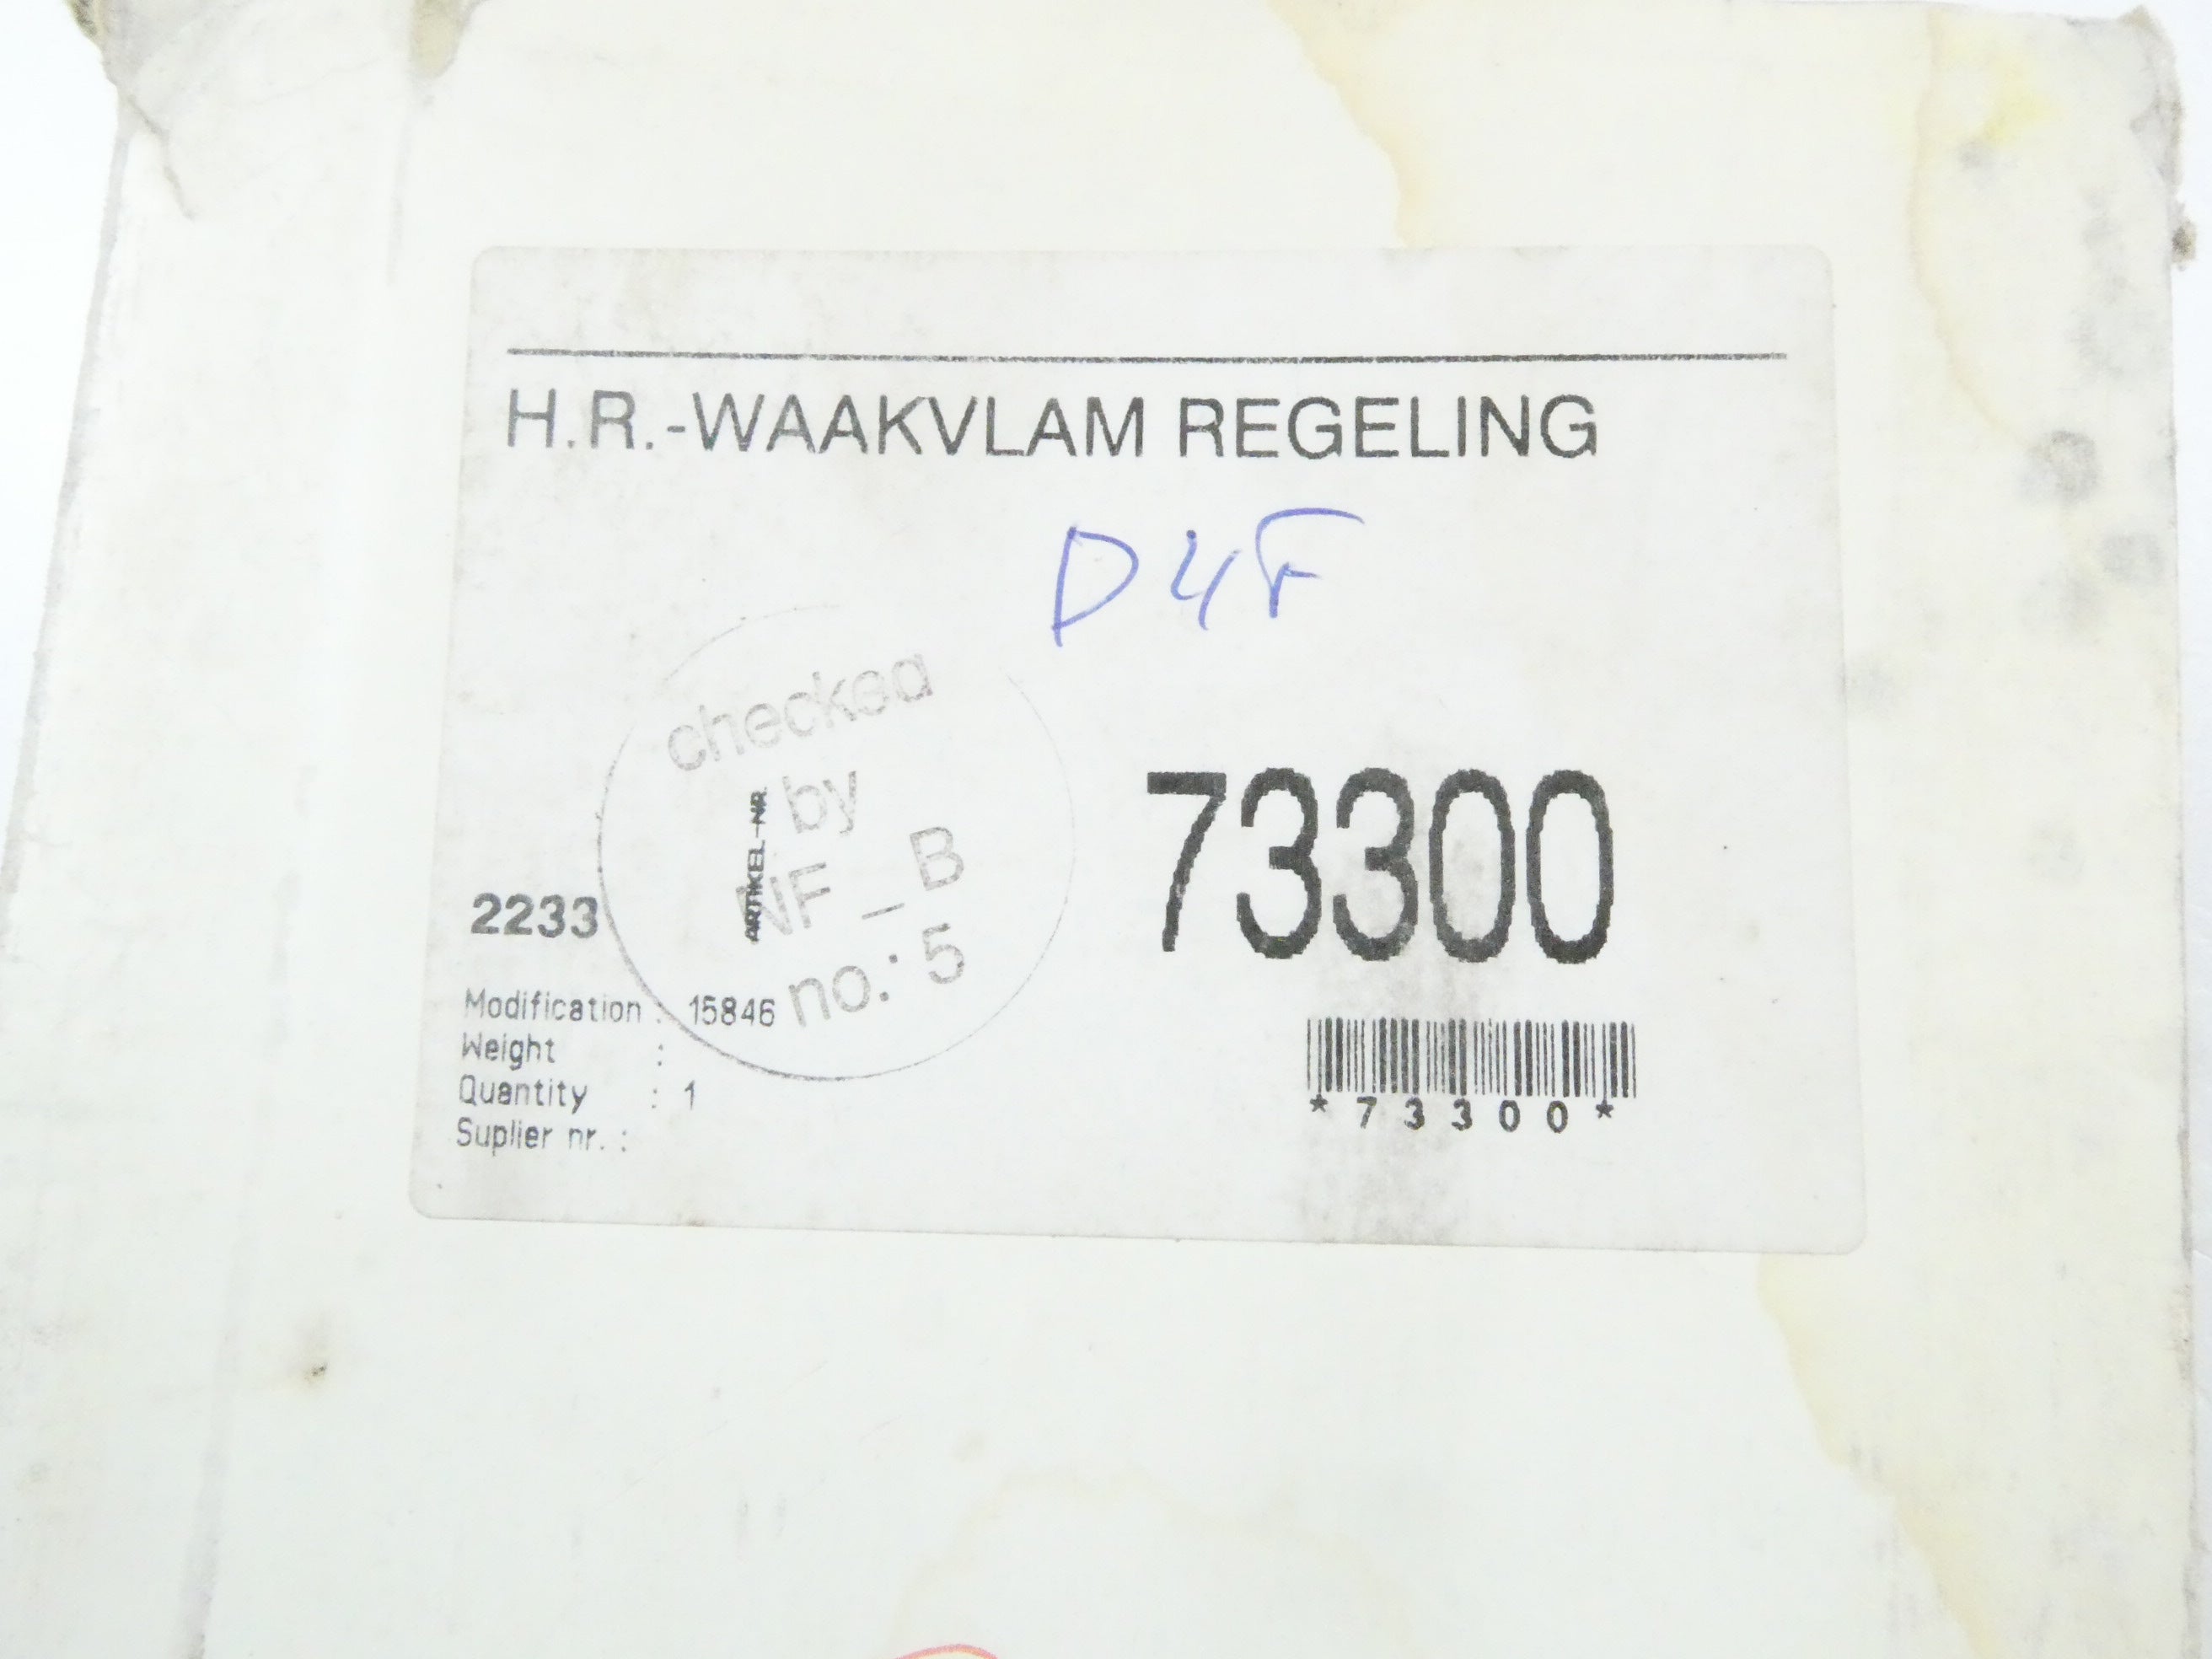 H.R.-WAAKVLAM REGELING
D4F
checked
by
NF_B
no.: 5
ARTIKEL-NR.
73300
2233
Modification : 15846
Weight :
Quantity : 1
Suplier nr. :
*73300*